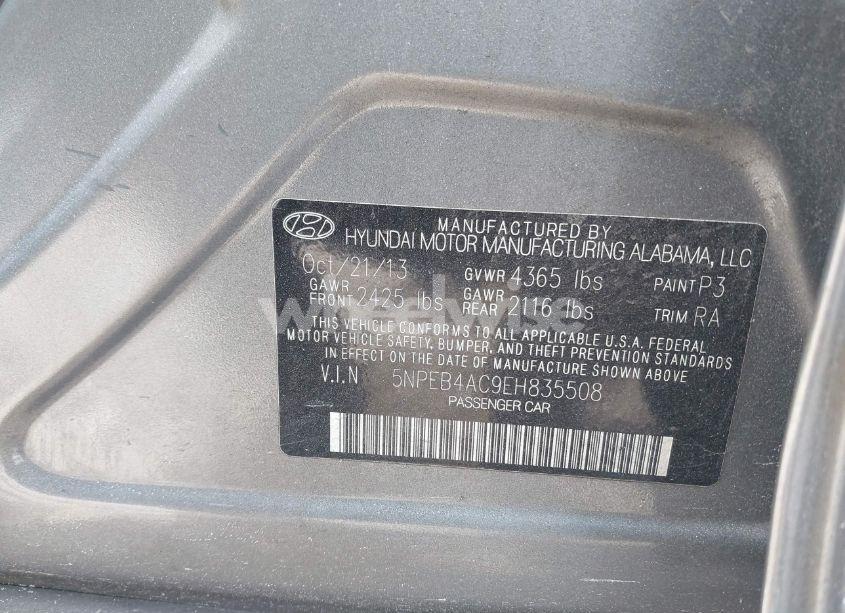 MANUFACTURED BY
HYUNDAI MOTOR MANUFACTURING ALABAMA, LLC
Oct/21/13 GVWR 4365 lbs PAINT P3
GAWR FRONT 2425 lbs GAWR REAR 2116 lbs TRIM RA
THIS VEHICLE CONFORMS TO ALL APPLICABLE U.S.A. FEDERAL
MOTOR VEHICLE SAFETY, BUMPER, AND THEFT PREVENTION STANDARDS
IN EFFECT ON THE DATE OF MANUFACTURE SHOWN ABOVE
V.I.N 5NPEB4AC9EH835508
PASSENGER CAR
wheelwise